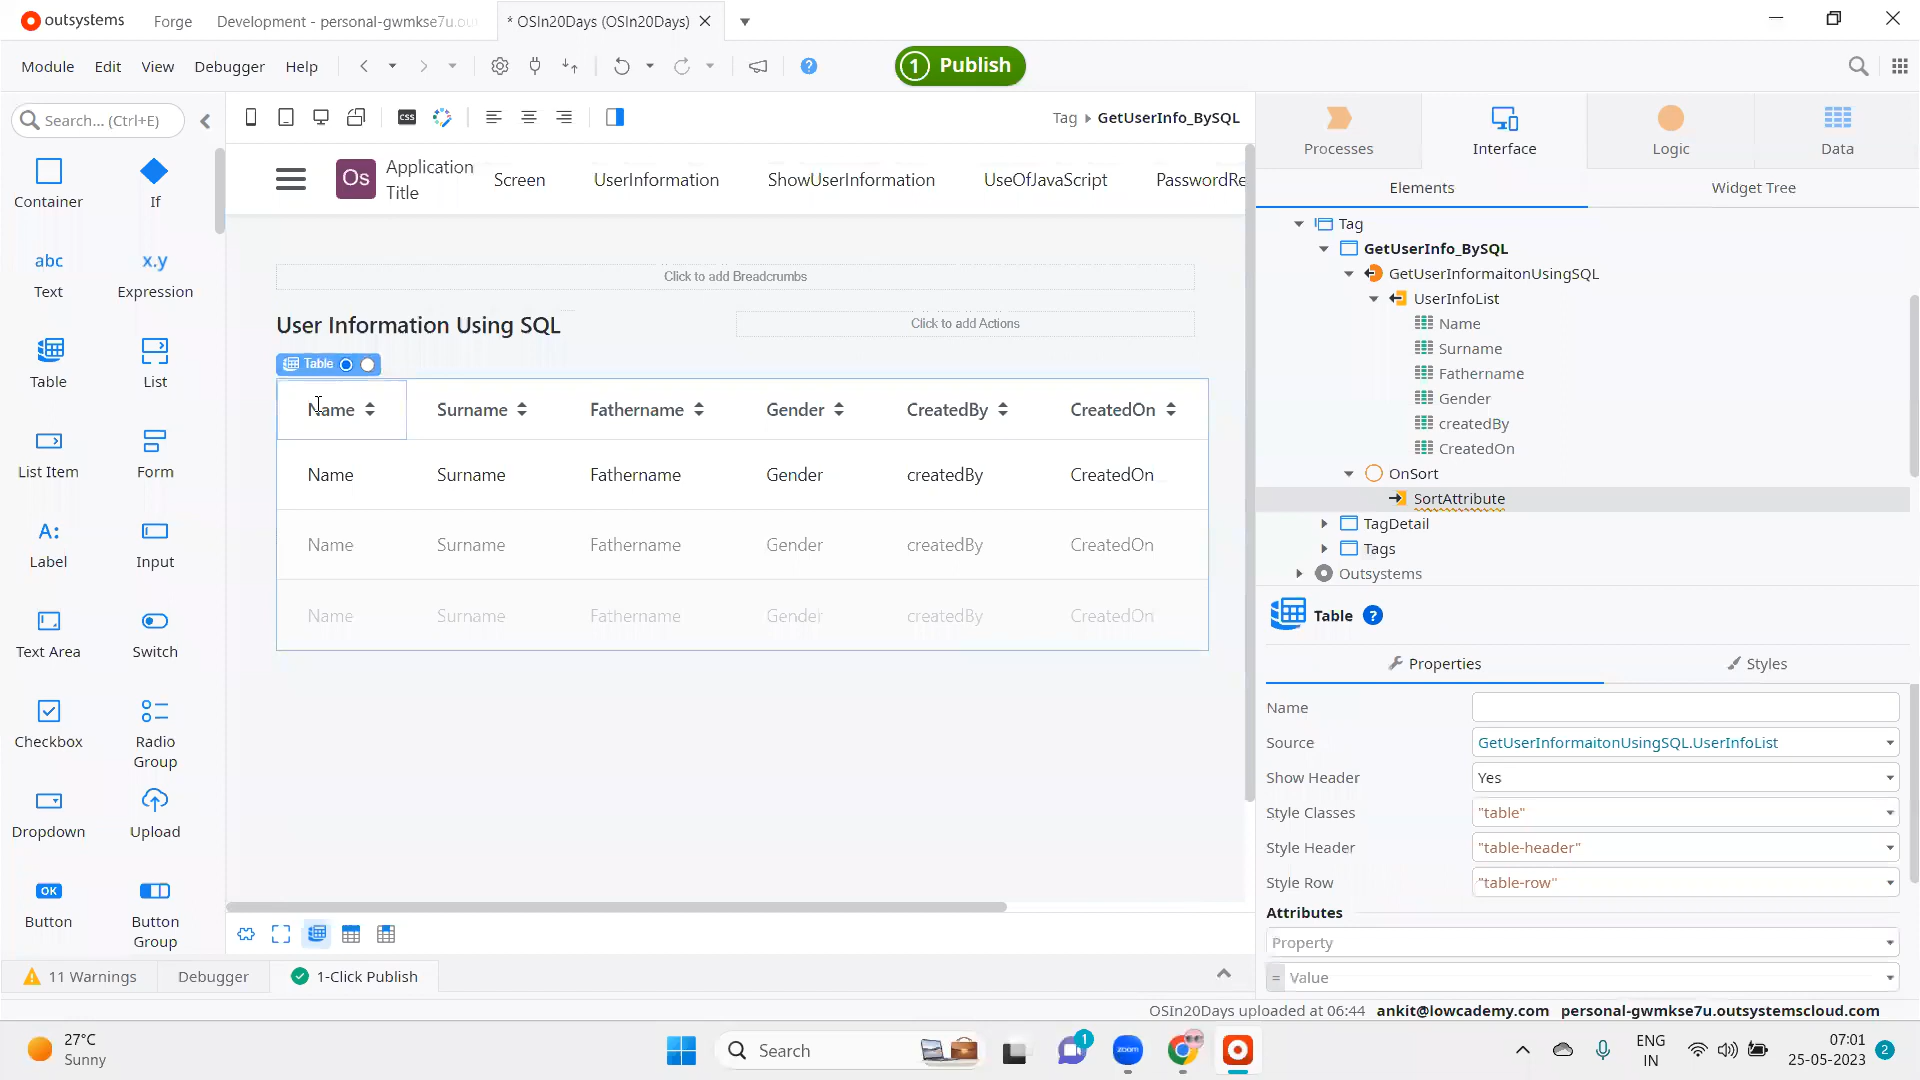 outsystems
Forge
Development - personal-gwmkse7u.ou
* OSIn20Days (OSIn20Days)
Module
Edit
View
Debugger
Help
1 Publish
Search... (Ctrl+E)
CSS
Tag GetUserInfo_BySQL
Processes
Interface
Logic
Data
Elements
Widget Tree
Container
If
abc
Text
x.y
Expression
Table
List
List Item
Form
A:
Label
Input
Text Area
Switch
Checkbox
Radio
Group
Dropdown
Upload
OK
Button
Button
Group
Os
Application
Title
Screen
UserInformation
ShowUserInformation
UseOfJavaScript
PasswordRe
Click to add Breadcrumbs
User Information Using SQL
Click to add Actions
Table
Name Surname Fathername Gender CreatedBy CreatedOn
Name Surname Fathername Gender createdBy CreatedOn
Name Surname Fathername Gender createdBy CreatedOn
Name Surname Fathername Gender createdBy CreatedOn
Tag
GetUserInfo_BySQL
GetUserInformaitonUsingSQL
UserInfoList
Name
Surname
Fathername
Gender
createdBy
CreatedOn
OnSort
SortAttribute
TagDetail
Tags
Outsystems
Table ?
Properties
Styles
Name
Source GetUserInformaitonUsingSQL.UserInfoList
Show Header Yes
Style Classes "table"
Style Header "table-header"
Style Row "table-row"
Attributes
Property
= Value
11 Warnings
Debugger
1-Click Publish
OSIn20Days uploaded at 06:44 ankit@lowcademy.com personal-gwmkse7u.outsystemscloud.com
27°C
Sunny
Search
1
zoom
ENG
IN
07:01
25-05-2023
2